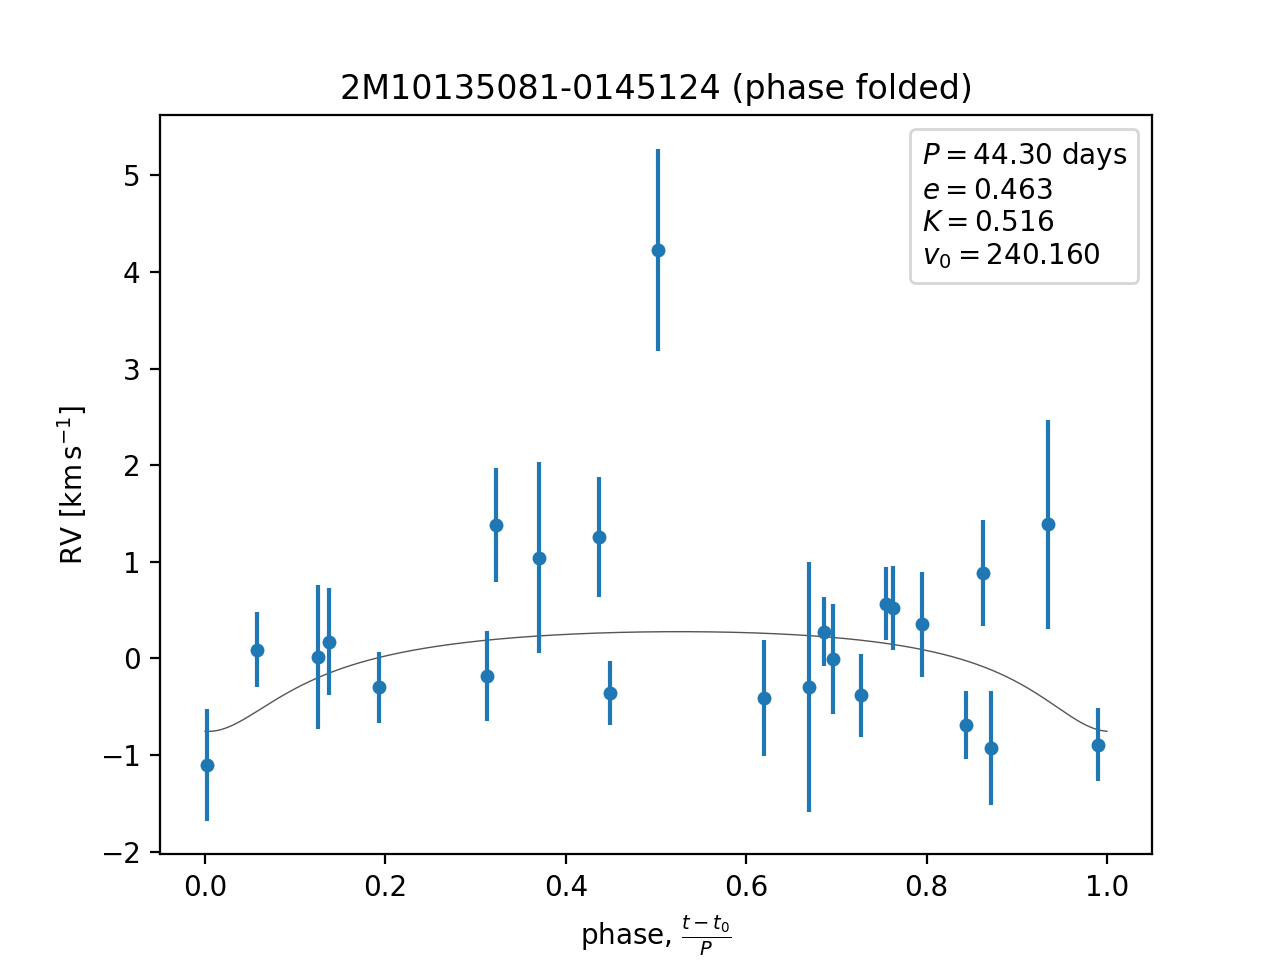 2M10135081-0145124 (phase folded)
P = 44.30 days
e = 0.463
K = 0.516
v₀ = 240.160
RV [km s⁻¹]
5
4
3
2
1
0
−1
−2
0.0 0.2 0.4 0.6 0.8 1.0
phase, (t − t₀)/P